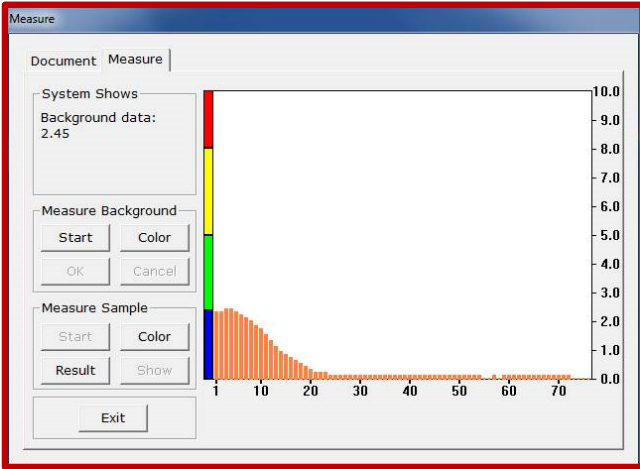 Measure
Document Measure
System Shows
Background data:
2.45
Measure Background
Start Color
OK Cancel
Measure Sample
Start Color
Result Show
Exit
10.0
9.0
8.0
7.0
6.0
5.0
4.0
3.0
2.0
1.0
0.0
1 10 20 30 40 50 60 70